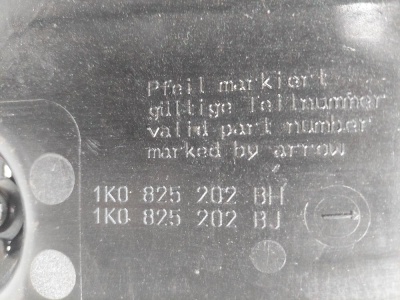 Pfeil markiert
gültige Teilnummer
valid part number
marked by arrow
1K0 825 202 BH
1K0 825 202 BJ